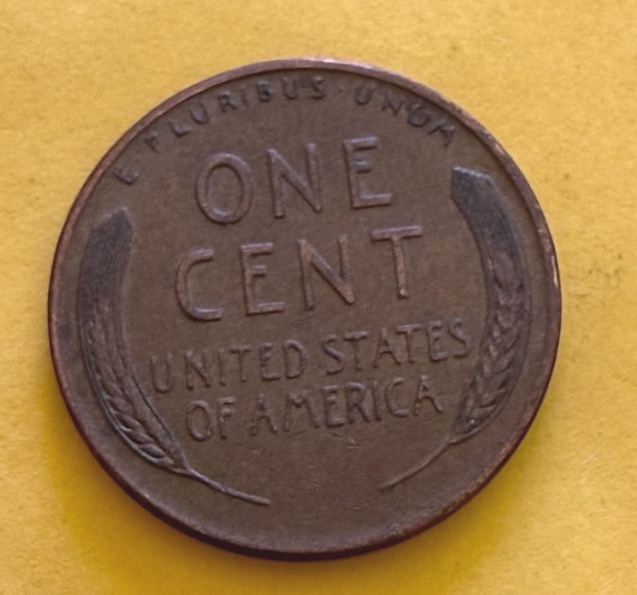 E·PLURIBUS·UNUM
ONE
CENT
UNITED STATES
OF AMERICA